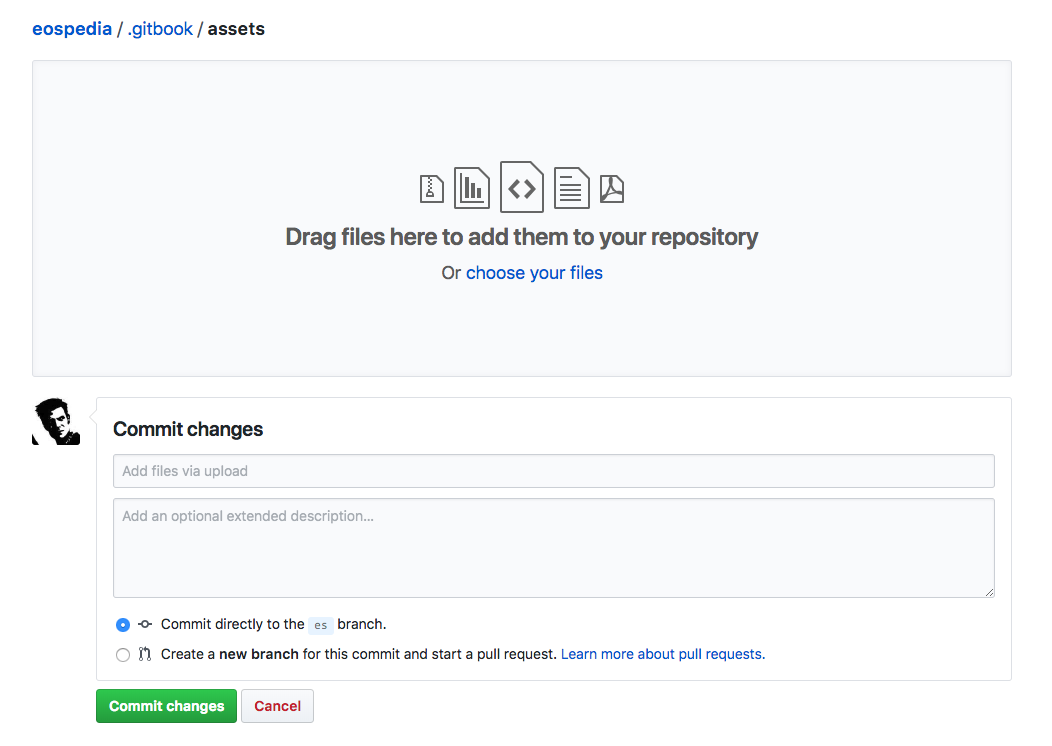 eospedia / .gitbook / assets
Drag files here to add them to your repository
Or choose your files
Commit changes
Add files via upload
Add an optional extended description...
Commit directly to the es branch.
Create a new branch for this commit and start a pull request. Learn more about pull requests.
Commit changes Cancel